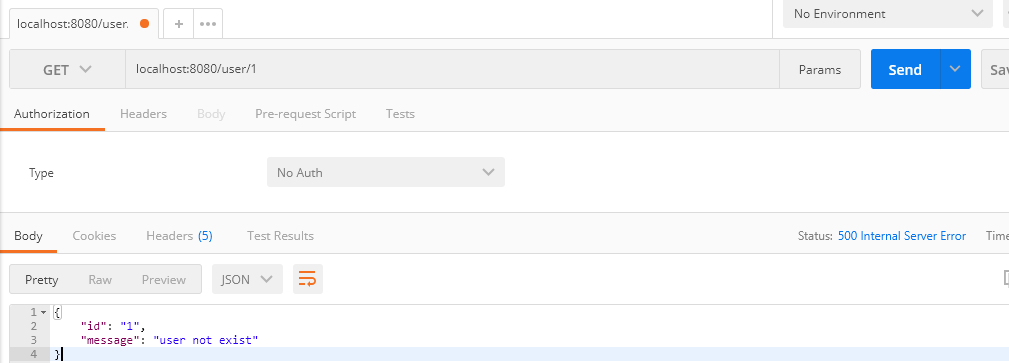 localhost:8080/user.
+
•••
No Environment
GET
localhost:8080/user/1
Params
Send
Sav
Authorization
Headers
Body
Pre-request Script
Tests
Type
No Auth
Body
Cookies
Headers (5)
Test Results
Status: 500 Internal Server Error
Time
Pretty
Raw
Preview
JSON
1 {
2 "id": "1",
3 "message": "user not exist"
4 }